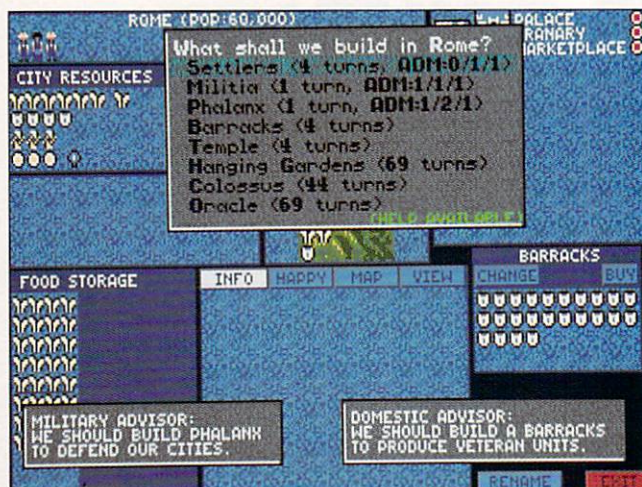 ROME (POP:60,000)
PALACE
GRANARY
MARKETPLACE
What shall we build in Rome?
Settlers (4 turns, ADM:0/1/1)
Militia (1 turn, ADM:1/1/1)
Phalanx (1 turn, ADM:1/2/1)
Barracks (4 turns)
Temple (4 turns)
Hanging Gardens (69 turns)
Colossus (44 turns)
Oracle (69 turns)
(HELP AVAILABLE)
CITY RESOURCES
FOOD STORAGE
INFO HAPPY MAP VIEW
BARRACKS
CHANGE BUY
MILITARY ADVISOR:
WE SHOULD BUILD PHALANX
TO DEFEND OUR CITIES.
DOMESTIC ADVISOR:
WE SHOULD BUILD A BARRACKS
TO PRODUCE VETERAN UNITS.
RENAME EXIT